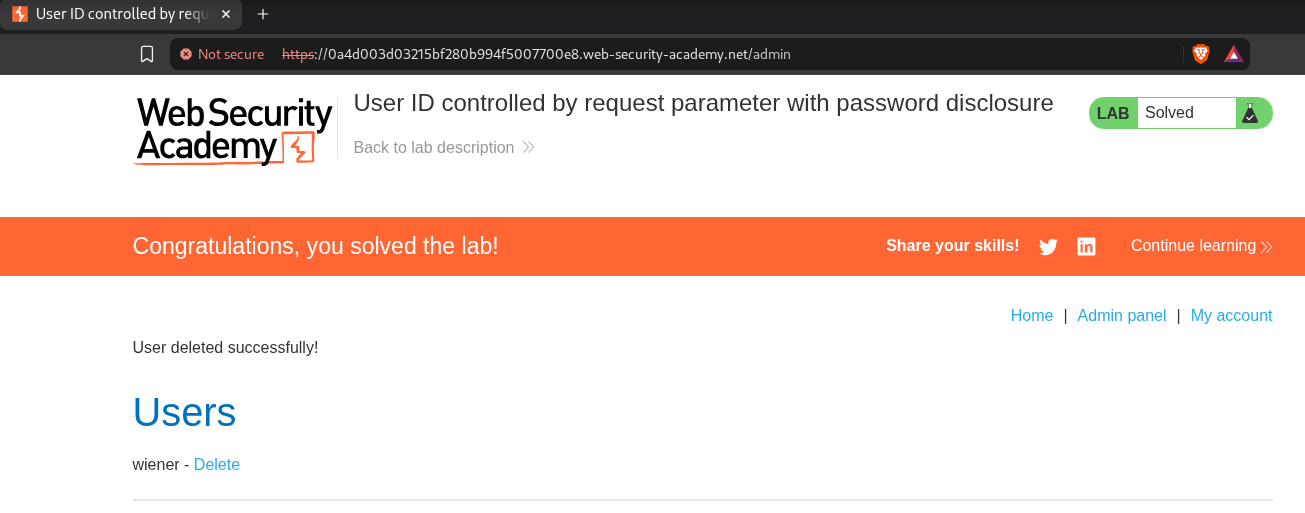 User ID controlled by requ
Not secure https://0a4d003d03215bf280b994f5007700e8.web-security-academy.net/admin
Web Security
Academy
User ID controlled by request parameter with password disclosure
Back to lab description
LAB Solved
Congratulations, you solved the lab!
Share your skills!
Continue learning
Home | Admin panel | My account
User deleted successfully!
Users
wiener - Delete